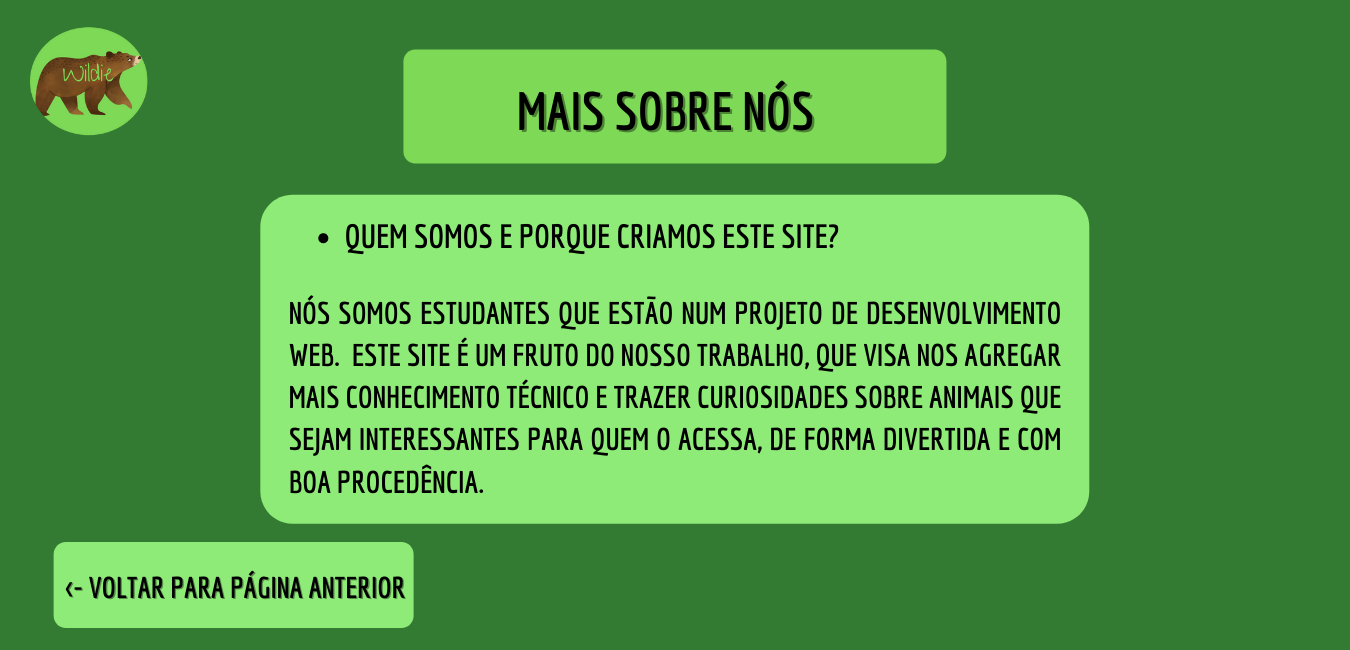 Wildie
MAIS SOBRE NÓS
• QUEM SOMOS E PORQUE CRIAMOS ESTE SITE?
NÓS SOMOS ESTUDANTES QUE ESTÃO NUM PROJETO DE DESENVOLVIMENTO
WEB. ESTE SITE É UM FRUTO DO NOSSO TRABALHO, QUE VISA NOS AGREGAR
MAIS CONHECIMENTO TÉCNICO E TRAZER CURIOSIDADES SOBRE ANIMAIS QUE
SEJAM INTERESSANTES PARA QUEM O ACESSA, DE FORMA DIVERTIDA E COM
BOA PROCEDÊNCIA.
<- VOLTAR PARA PÁGINA ANTERIOR